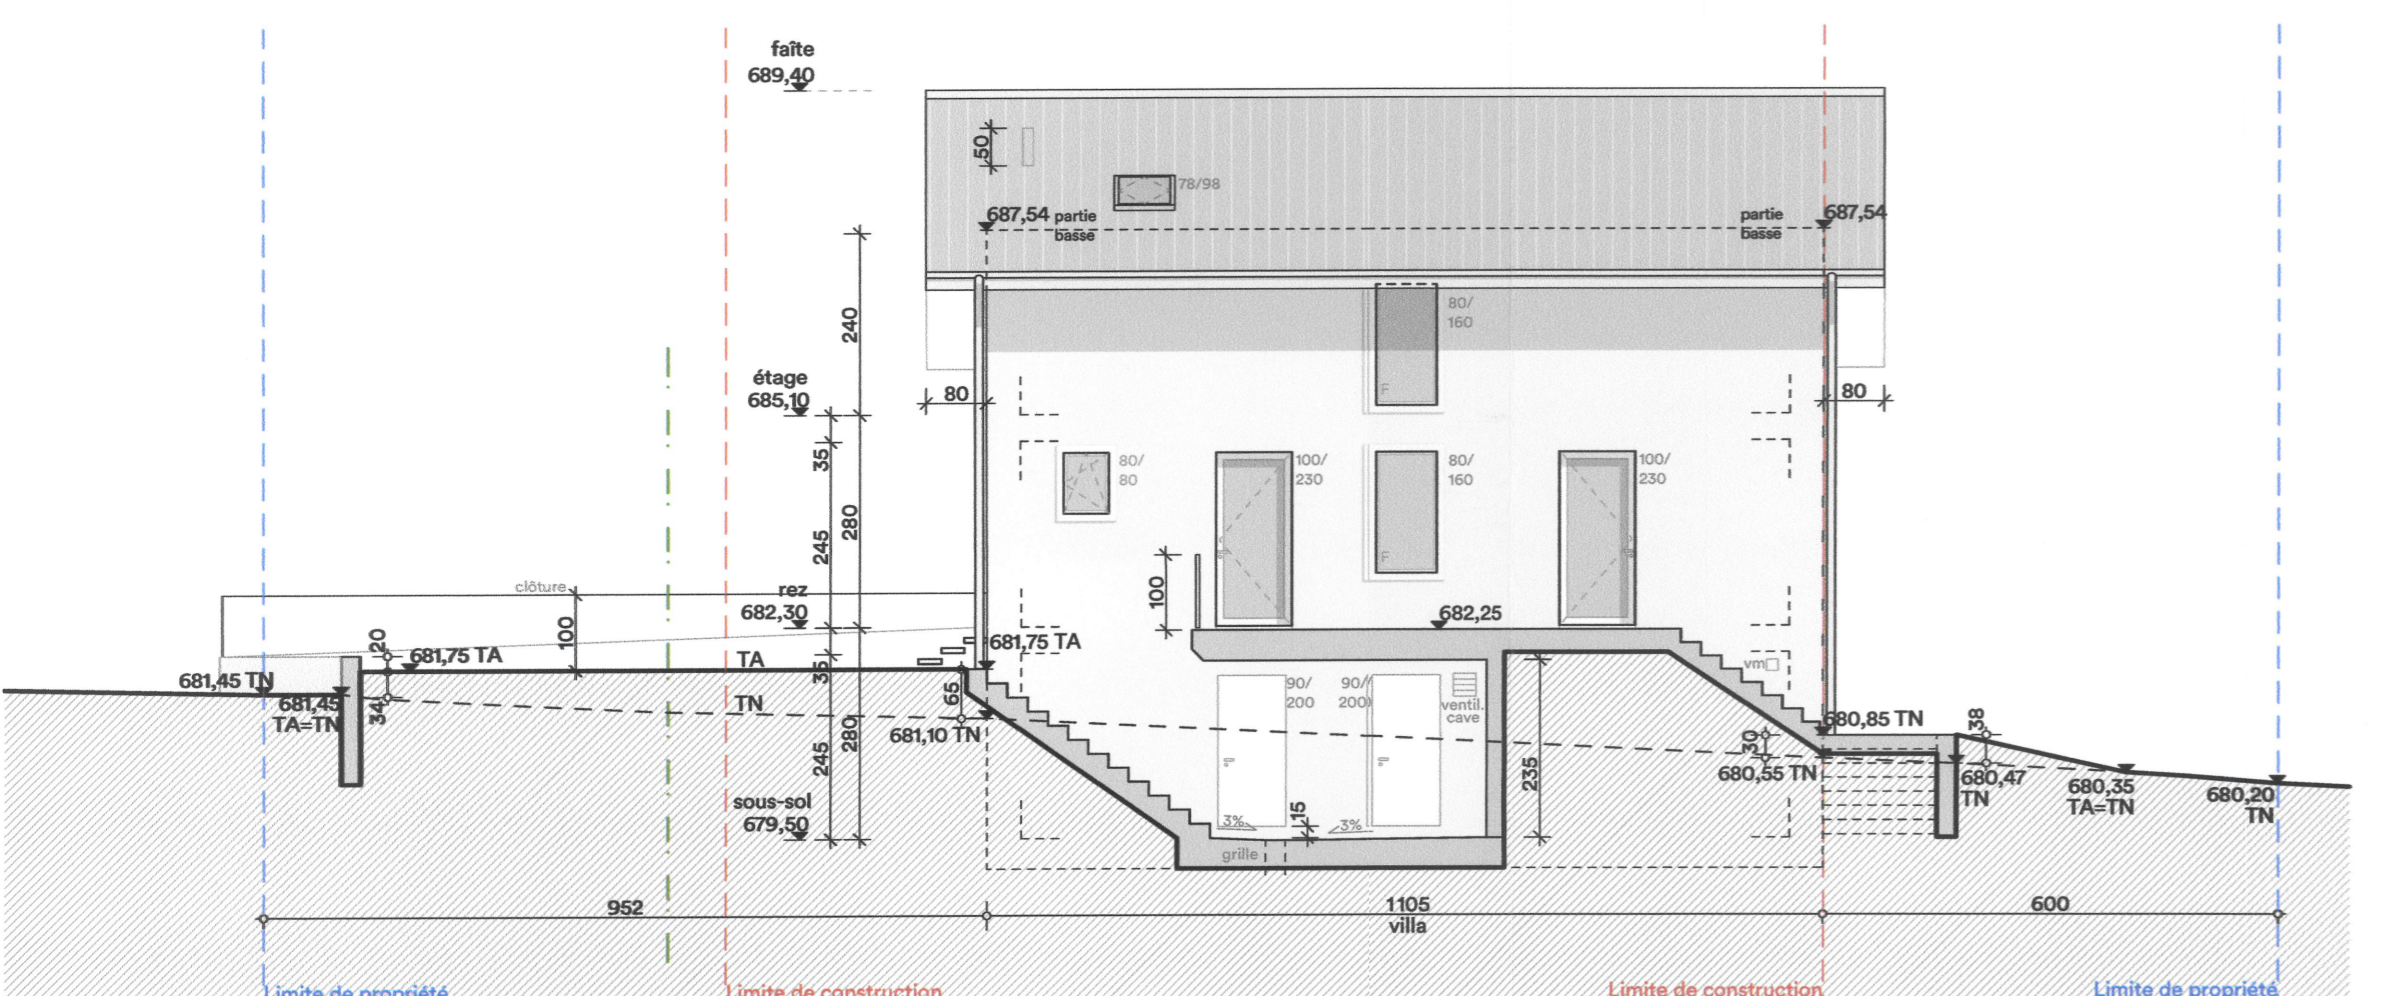 faîte
689,40
50
78/98
687,54 partie
basse
partie
basse
687,54
240
80/
160
F
étage
685,10
80
80
35
80/
80
100/
230
80/
160
F
100/
230
245
280
clôture
100
rez
682,30
100
682,25
20
681,75 TA
TA
681,75 TA
35
65
vm
681,45 TN
681,45
TA=TN
34
TN
681,10 TN
245
280
90/
200
90/
200
ventil.
cave
235
30
680,85 TN
38
680,55 TN
680,47
TN
680,35
TA=TN
680,20
TN
sous-sol
679,50
3%
15
3%
grille
952
1105
villa
600
Limite de propriété
Limite de construction
Limite de construction
Limite de propriété